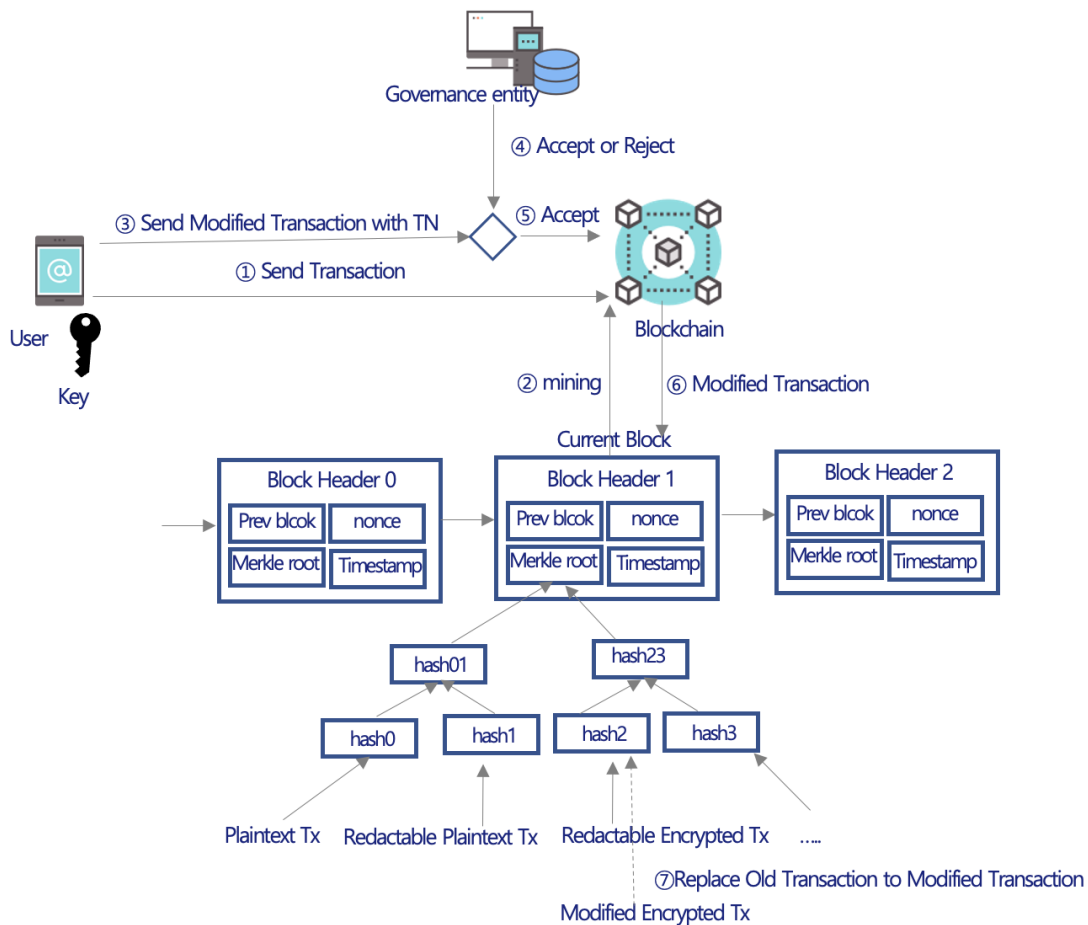 Governance entity
④ Accept or Reject
③ Send Modified Transaction with TN
⑤ Accept
① Send Transaction
@
User
Key
Blockchain
② mining
⑥ Modified Transaction
Current Block
Block Header 0
Prev blcok
nonce
Merkle root
Timestamp
Block Header 1
Prev blcok
nonce
Merkle root
Timestamp
Block Header 2
Prev blcok
nonce
Merkle root
Timestamp
hash01
hash23
hash0
hash1
hash2
hash3
Plaintext Tx
Redactable Plaintext Tx
Redactable Encrypted Tx
.....
⑦Replace Old Transaction to Modified Transaction
Modified Encrypted Tx